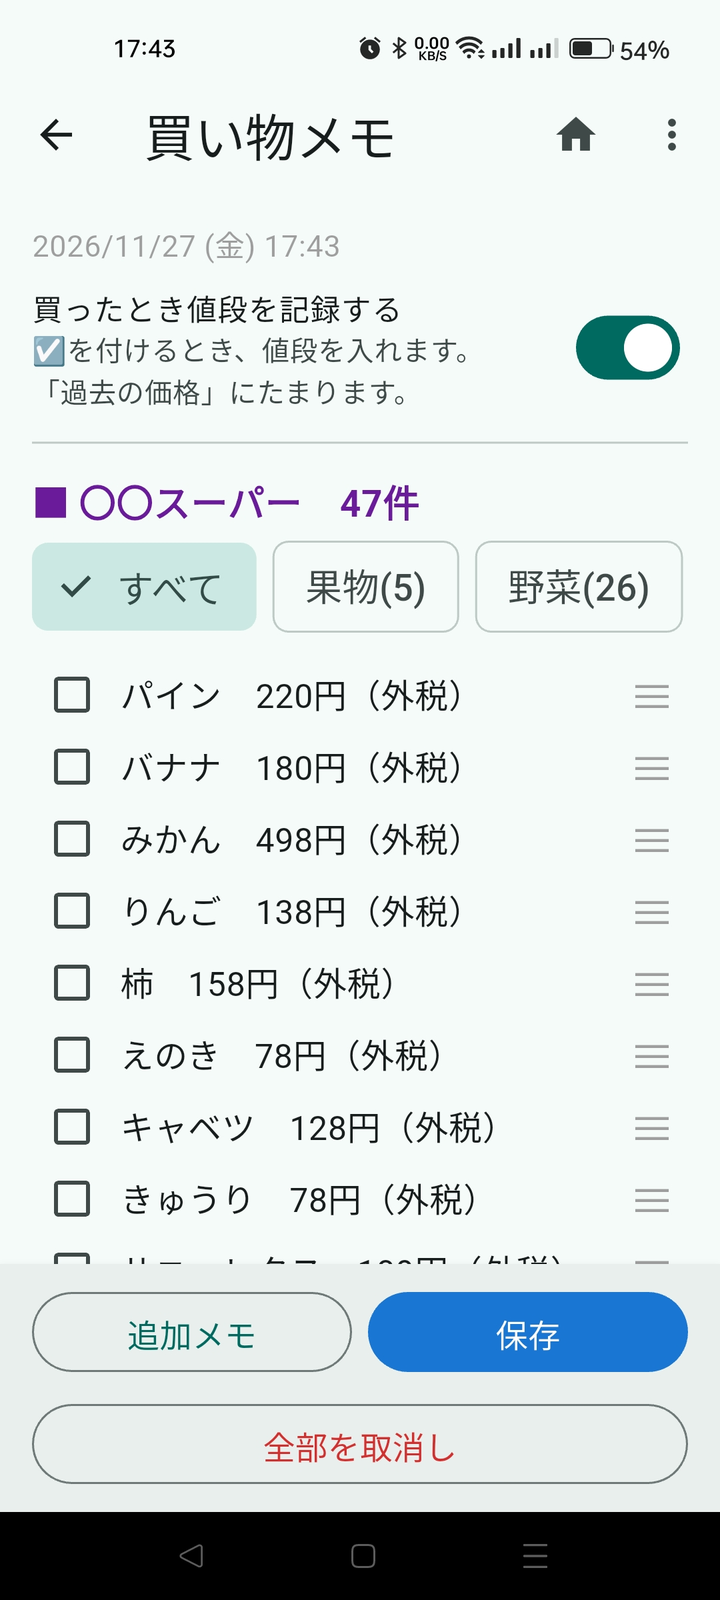 17:43 0.00 KB/S 54%
買い物メモ
2026/11/27 (金) 17:43
買ったとき値段を記録する
☑を付けるとき、値段を入れます。
「過去の価格」にたまります。
■ 〇〇スーパー　47件
すべて 果物(5) 野菜(26)
パイン　220円（外税）
バナナ　180円（外税）
みかん　498円（外税）
りんご　138円（外税）
柿　158円（外税）
えのき　78円（外税）
キャベツ　128円（外税）
きゅうり　78円（外税）
追加メモ 保存
全部を取消し